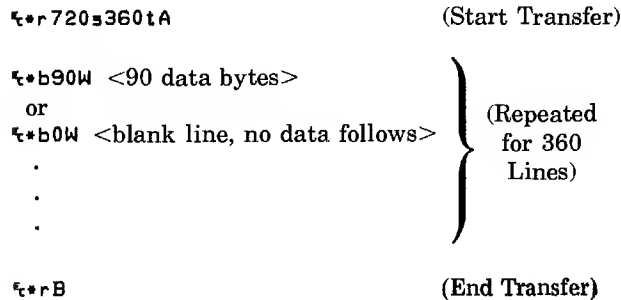 ␛*r720s360tA (Start Transfer)
␛*b90W <90 data bytes>
or
␛*b0W <blank line, no data follows>
(Repeated
for 360
Lines)
.
.
.
␛*rB (End Transfer)